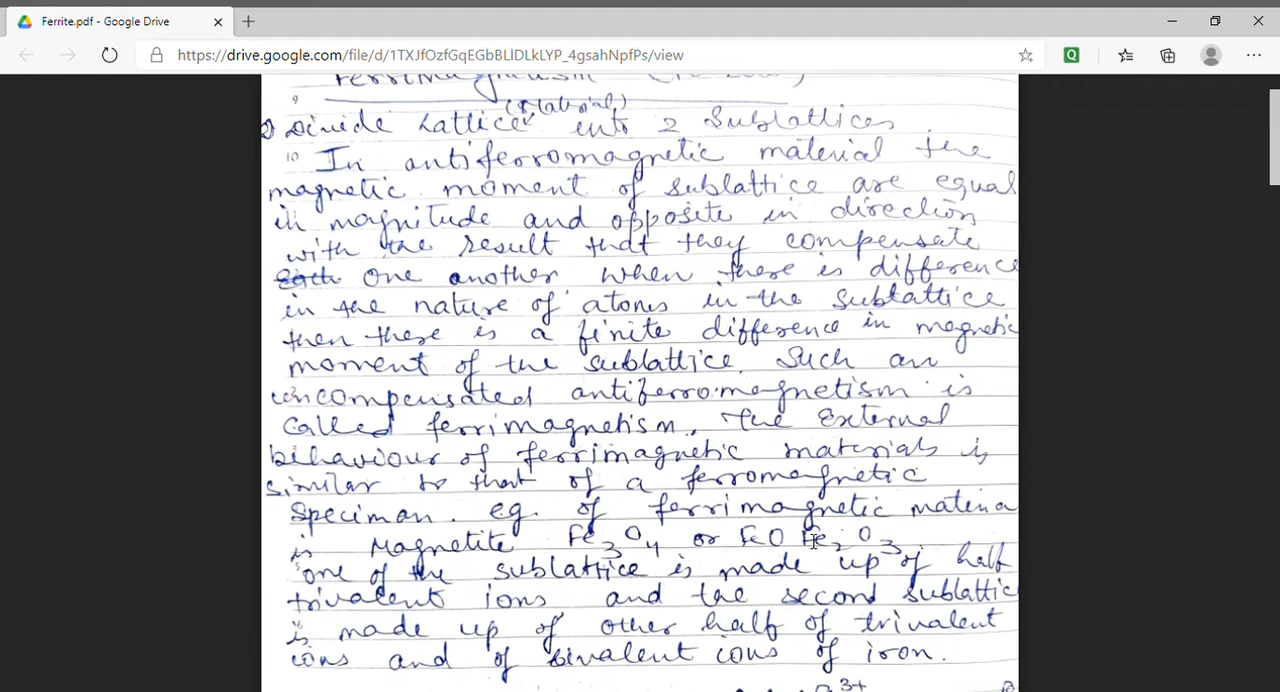 Ferrite.pdf - Google Drive
https://drive.google.com/file/d/1TXJfOzfGqEGbBLlDLkLYP_4gsahNpfPs/view
Ferrimagnetism
9
(Material)
Divide Lattice into 2 Sublattices
10 In antiferromagnetic material the
magnetic moment of sublattice are equal
in magnitude and opposite in direction
with the result that they compensate
each one another when there is difference
in the nature of atoms in the sublattice
then there is a finite difference in magnetic
moment of the sublattice. Such an
uncompensated antiferromagnetism is
called ferrimagnetism. The External
behaviour of ferrimagnetic materials is
similar to that of a ferromagnetic
speciman. eg. of ferrimagnetic materia
is Magnetite Fe3O4 or FeO Fe2O3
one of the sublattice is made up of half
trivalent ions and the second sublattic
is made up of other half of trivalent
ions and of bivalent ions of iron.
3+